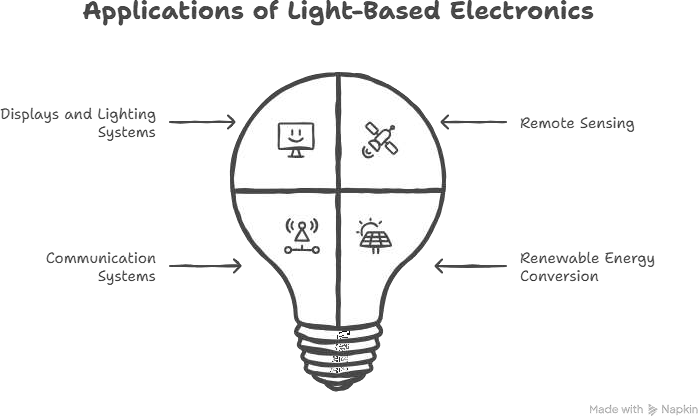 Applications of Light-Based Electronics
Displays and Lighting
Systems
Remote Sensing
Communication
Systems
Renewable Energy
Conversion
Made with Napkin